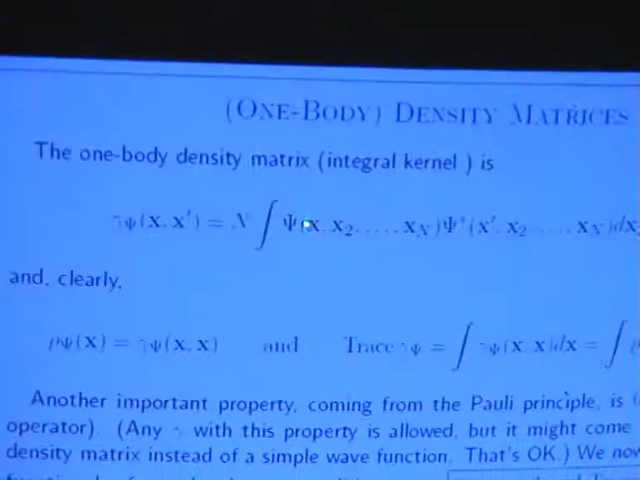 (ONE-BODY) DENSITY MATRICES
The one-body density matrix (integral kernel ) is
γΨ(x, x′) = N ∫ Ψ(x, x2, . . . , xN)Ψ*(x′, x2, . . . , xN)dx
and, clearly,
ρΨ(x) = γΨ(x, x) and Trace γΨ = ∫ γΨ(x, x)dx = ∫
Another important property, coming from the Pauli principle, is
operator). (Any γ with this property is allowed, but it might come
density matrix instead of a simple wave function. That's OK.) We now